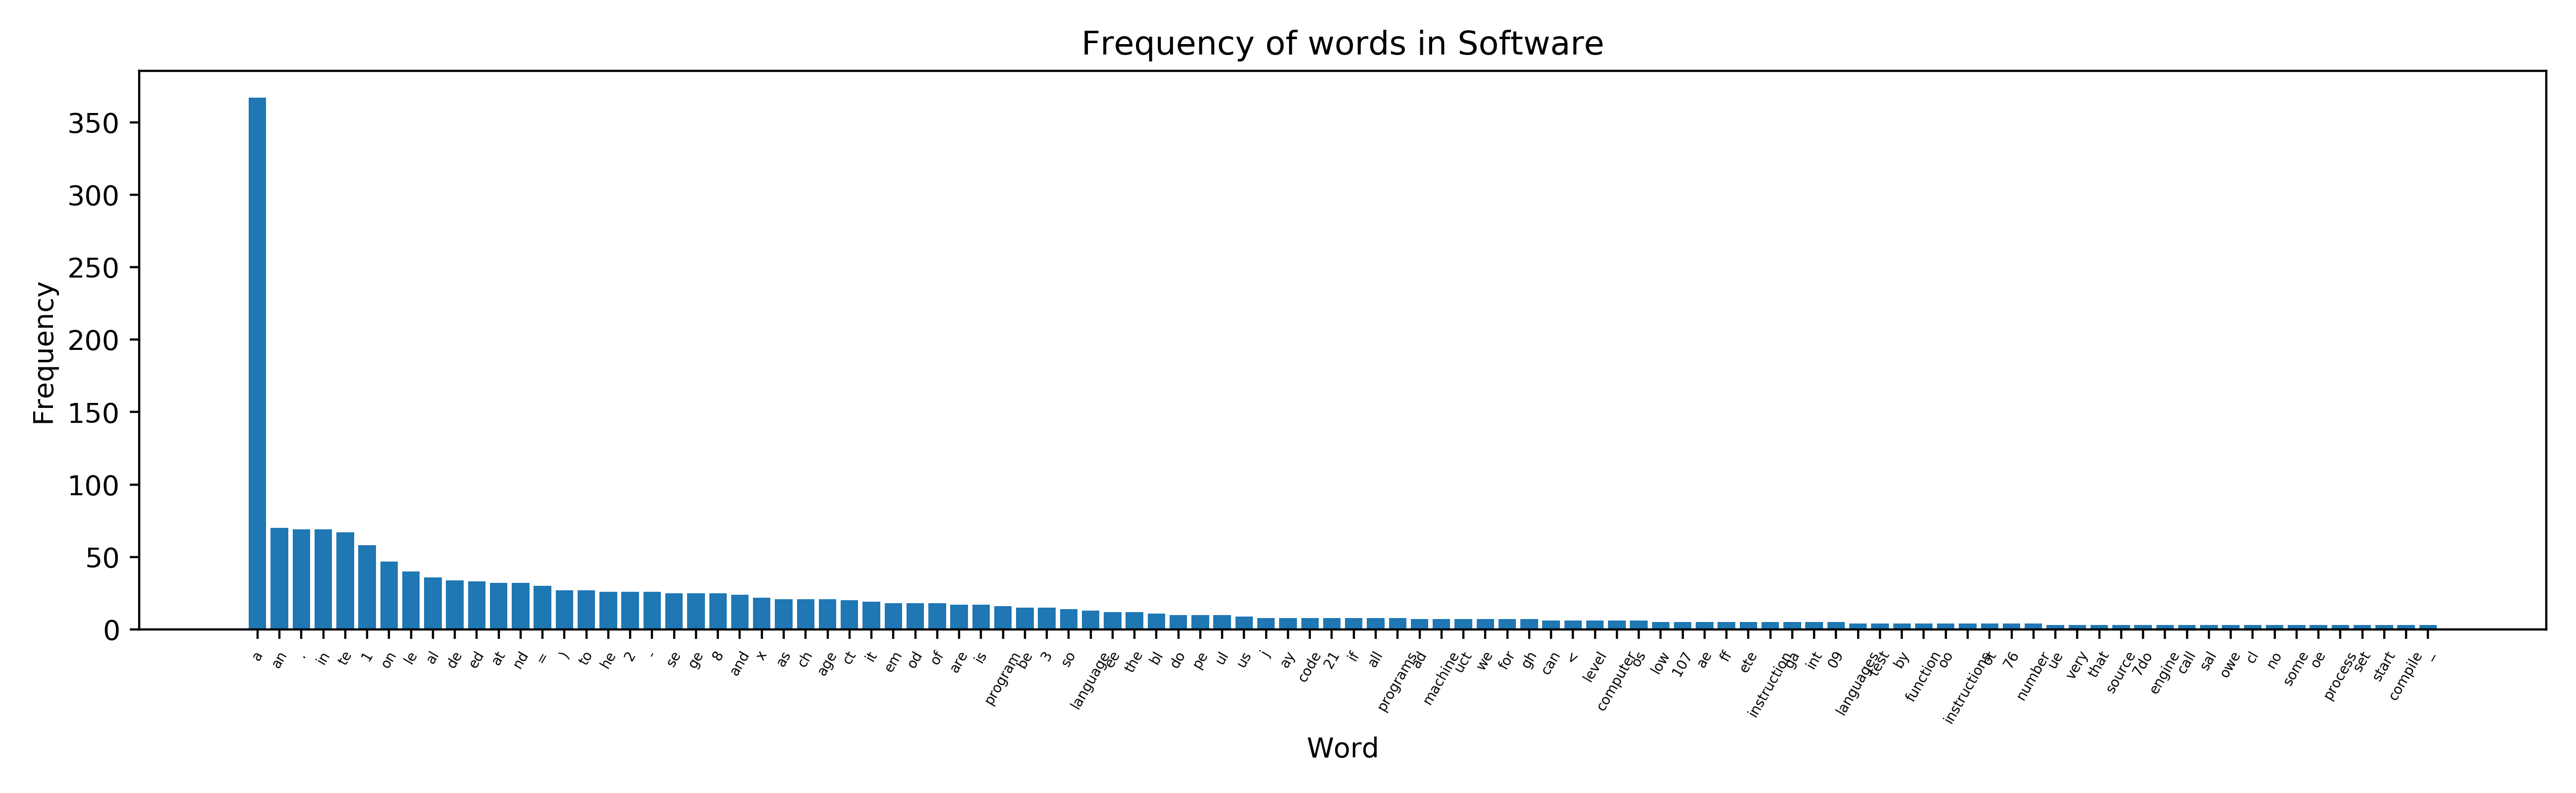 Frequency of words in Software
Frequency
350
300
250
200
150
100
50
0
a an . in te 1 on le al de ed at nd = ) to he 2 - se ge 8 and x as ch age ct it em od of are is program be 3 so language ee the bl do pe ul us j ay code 21 if all programs ad machine uct we for gh can < level computer os low 107 ae ff ete instruction ga int 09 languages test by function oo instructions ot 76 number ue very that source 7do engine call sal owe cl no some oe process set start compile _
Word